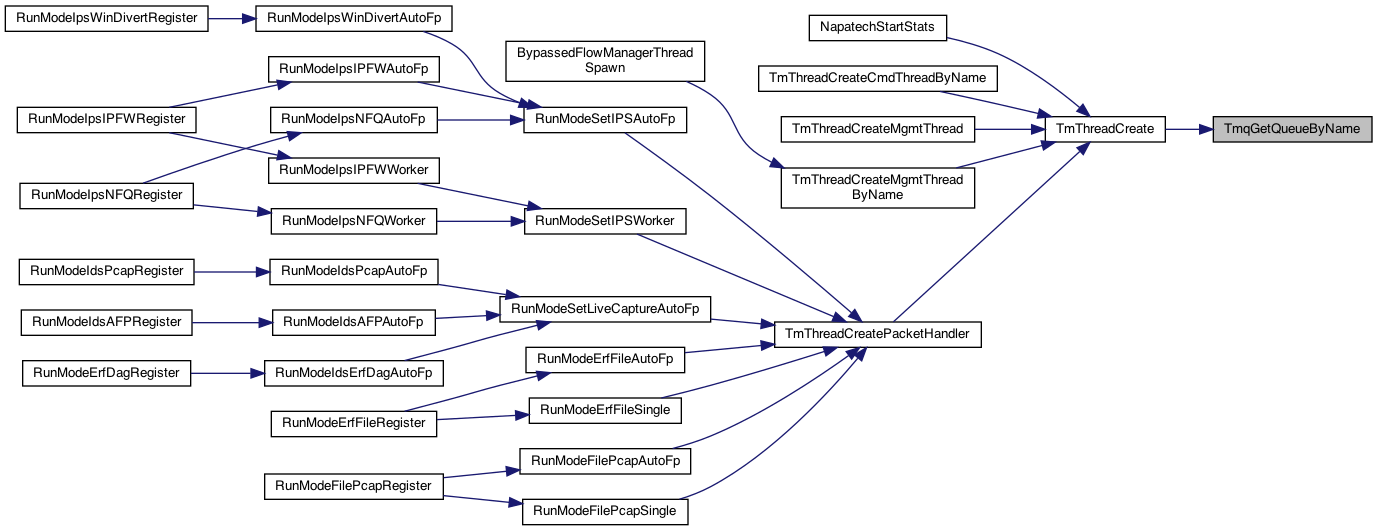 RunModeIpsWinDivertRegister
RunModeIpsWinDivertAutoFp
NapatechStartStats
BypassedFlowManagerThread
Spawn
RunModeIpsIPFWAutoFp
TmThreadCreateCmdThreadByName
RunModeIpsIPFWRegister
RunModeIpsNFQAutoFp
RunModeSetIPSAutoFp
TmThreadCreateMgmtThread
TmThreadCreate
TmqGetQueueByName
RunModeIpsIPFWWorker
TmThreadCreateMgmtThread
ByName
RunModeIpsNFQRegister
RunModeIpsNFQWorker
RunModeSetIPSWorker
RunModeIdsPcapRegister
RunModeIdsPcapAutoFp
RunModeSetLiveCaptureAutoFp
RunModeIdsAFPRegister
RunModeIdsAFPAutoFp
TmThreadCreatePacketHandler
RunModeErfFileAutoFp
RunModeErfDagRegister
RunModeIdsErfDagAutoFp
RunModeErfFileSingle
RunModeErfFileRegister
RunModeFilePcapAutoFp
RunModeFilePcapRegister
RunModeFilePcapSingle